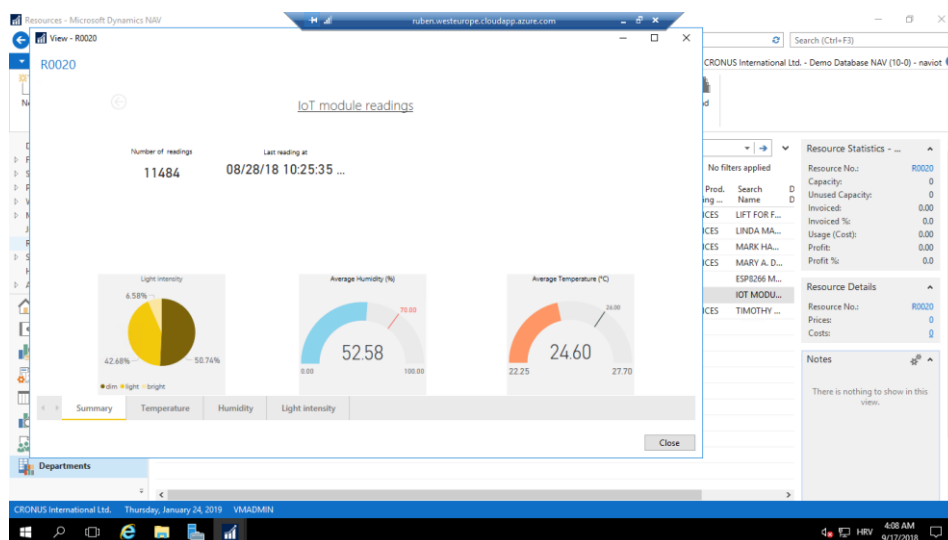 Resources - Microsoft Dynamics NAV
ruben.westeurope.cloudapp.azure.com
View - R0020
Search (Ctrl+F3)
R0020
CRONUS International Ltd. - Demo Database NAV (10-0) - naviot
IoT module readings
Number of readings
Last reading at
11484
08/28/18 10:25:35 ...
No filters applied
Prod.
Search
Name
ICES LIFT FOR F...
ICES LINDA MA...
ICES MARK HA...
ICES MARY A. D...
ESP8266 M...
IOT MODU...
ICES TIMOTHY ...
Resource Statistics - ...
Resource No.: R0020
Capacity: 0
Unused Capacity: 0
Invoiced: 0.00
Invoiced %: 0.0
Usage (Cost): 0.00
Profit: 0.00
Profit %: 0.0
Resource Details
Resource No.: R0020
Prices: 0
Costs: 0
Notes
There is nothing to show in this
view.
Light intensity
6.58%
42.68%
50.74%
dim light bright
Average Humidity (%)
70.00
52.58
0.00 100.00
Average Temperature (°C)
26.00
24.60
22.25 27.70
Summary Temperature Humidity Light intensity
Close
Departments
CRONUS International Ltd. Thursday, January 24, 2019 VMADMIN
HRV
4:08 AM
9/17/2018